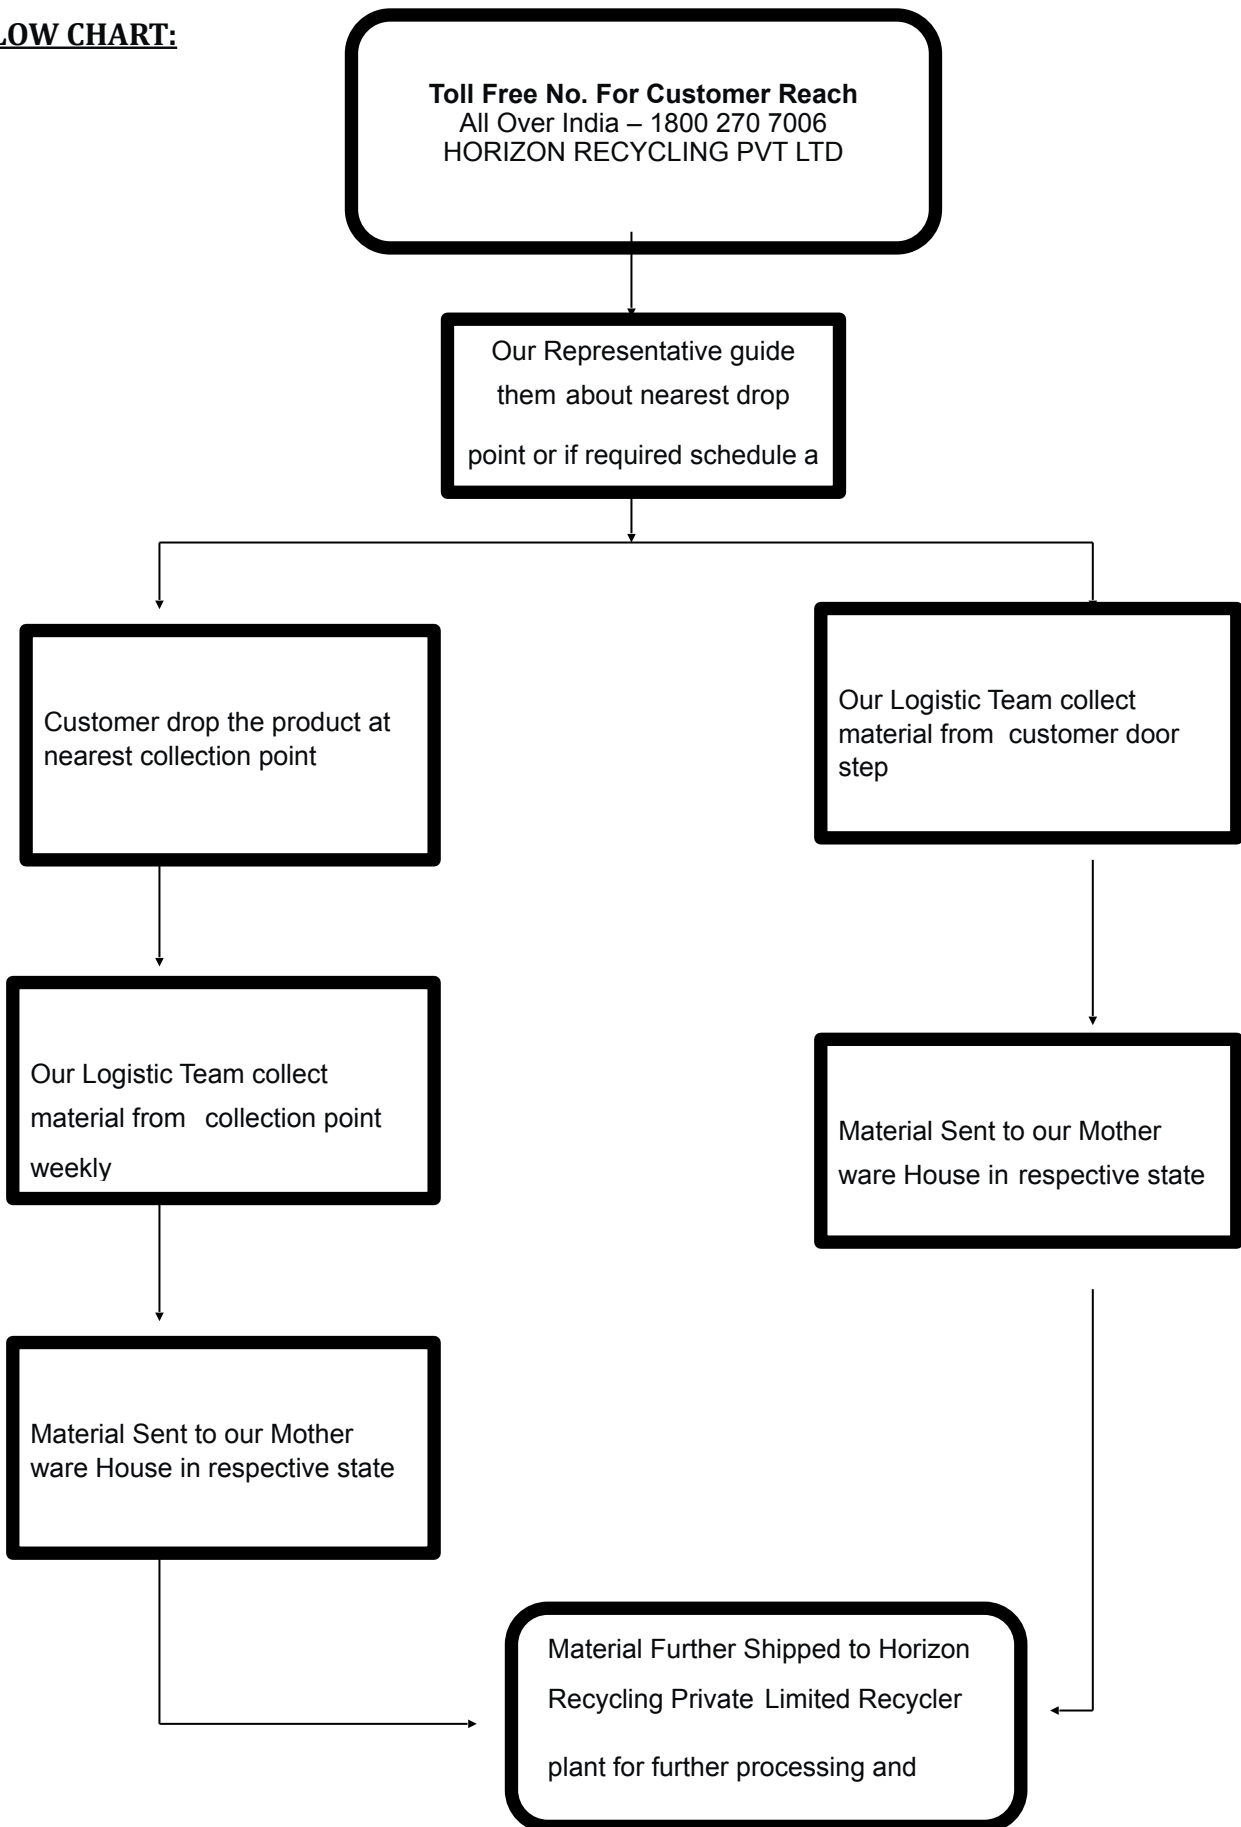 LOW CHART:
Toll Free No. For Customer Reach
All Over India – 1800 270 7006
HORIZON RECYCLING PVT LTD
Our Representative guide
them about nearest drop
point or if required schedule a
Customer drop the product at
nearest collection point
Our Logistic Team collect
material from customer door
step
Our Logistic Team collect
material from collection point
weekly
Material Sent to our Mother
ware House in respective state
Material Sent to our Mother
ware House in respective state
Material Further Shipped to Horizon
Recycling Private Limited Recycler
plant for further processing and